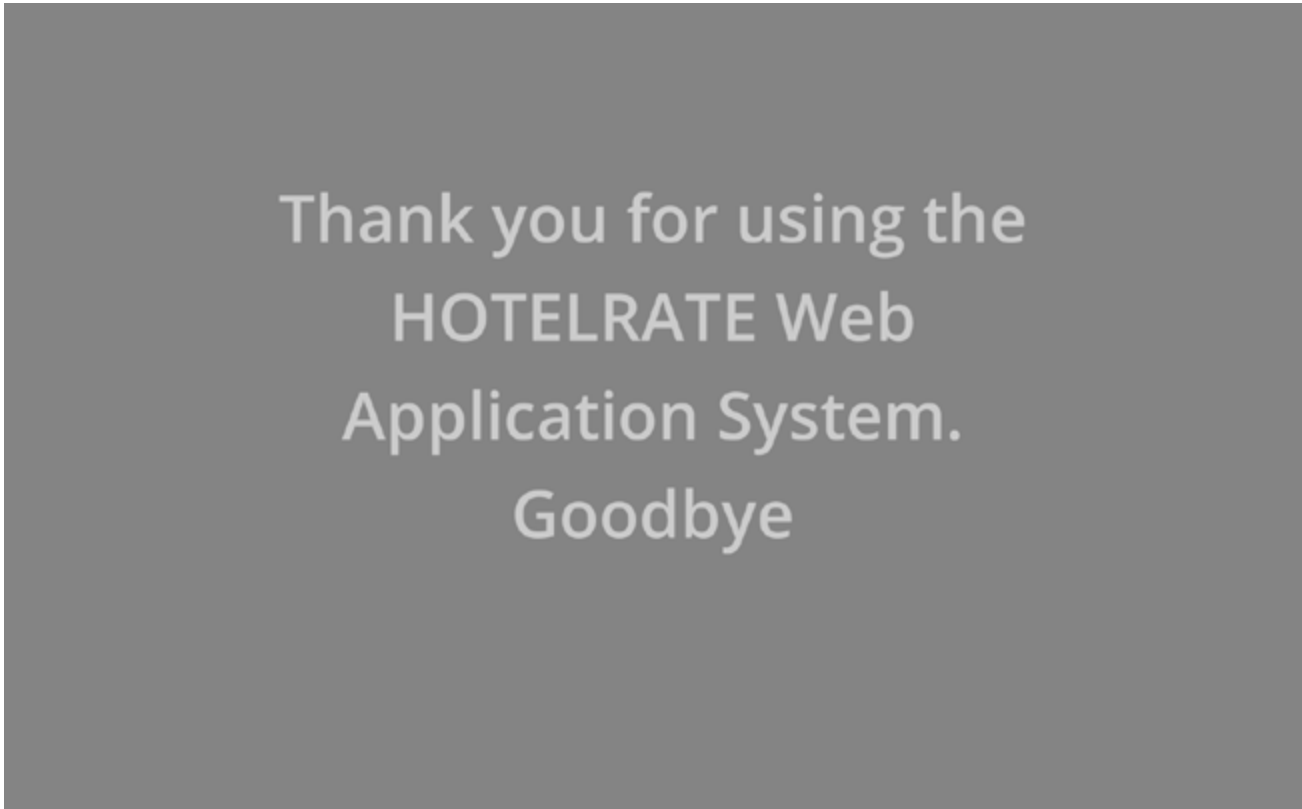 Thank you for using the
HOTELRATE Web
Application System.
Goodbye